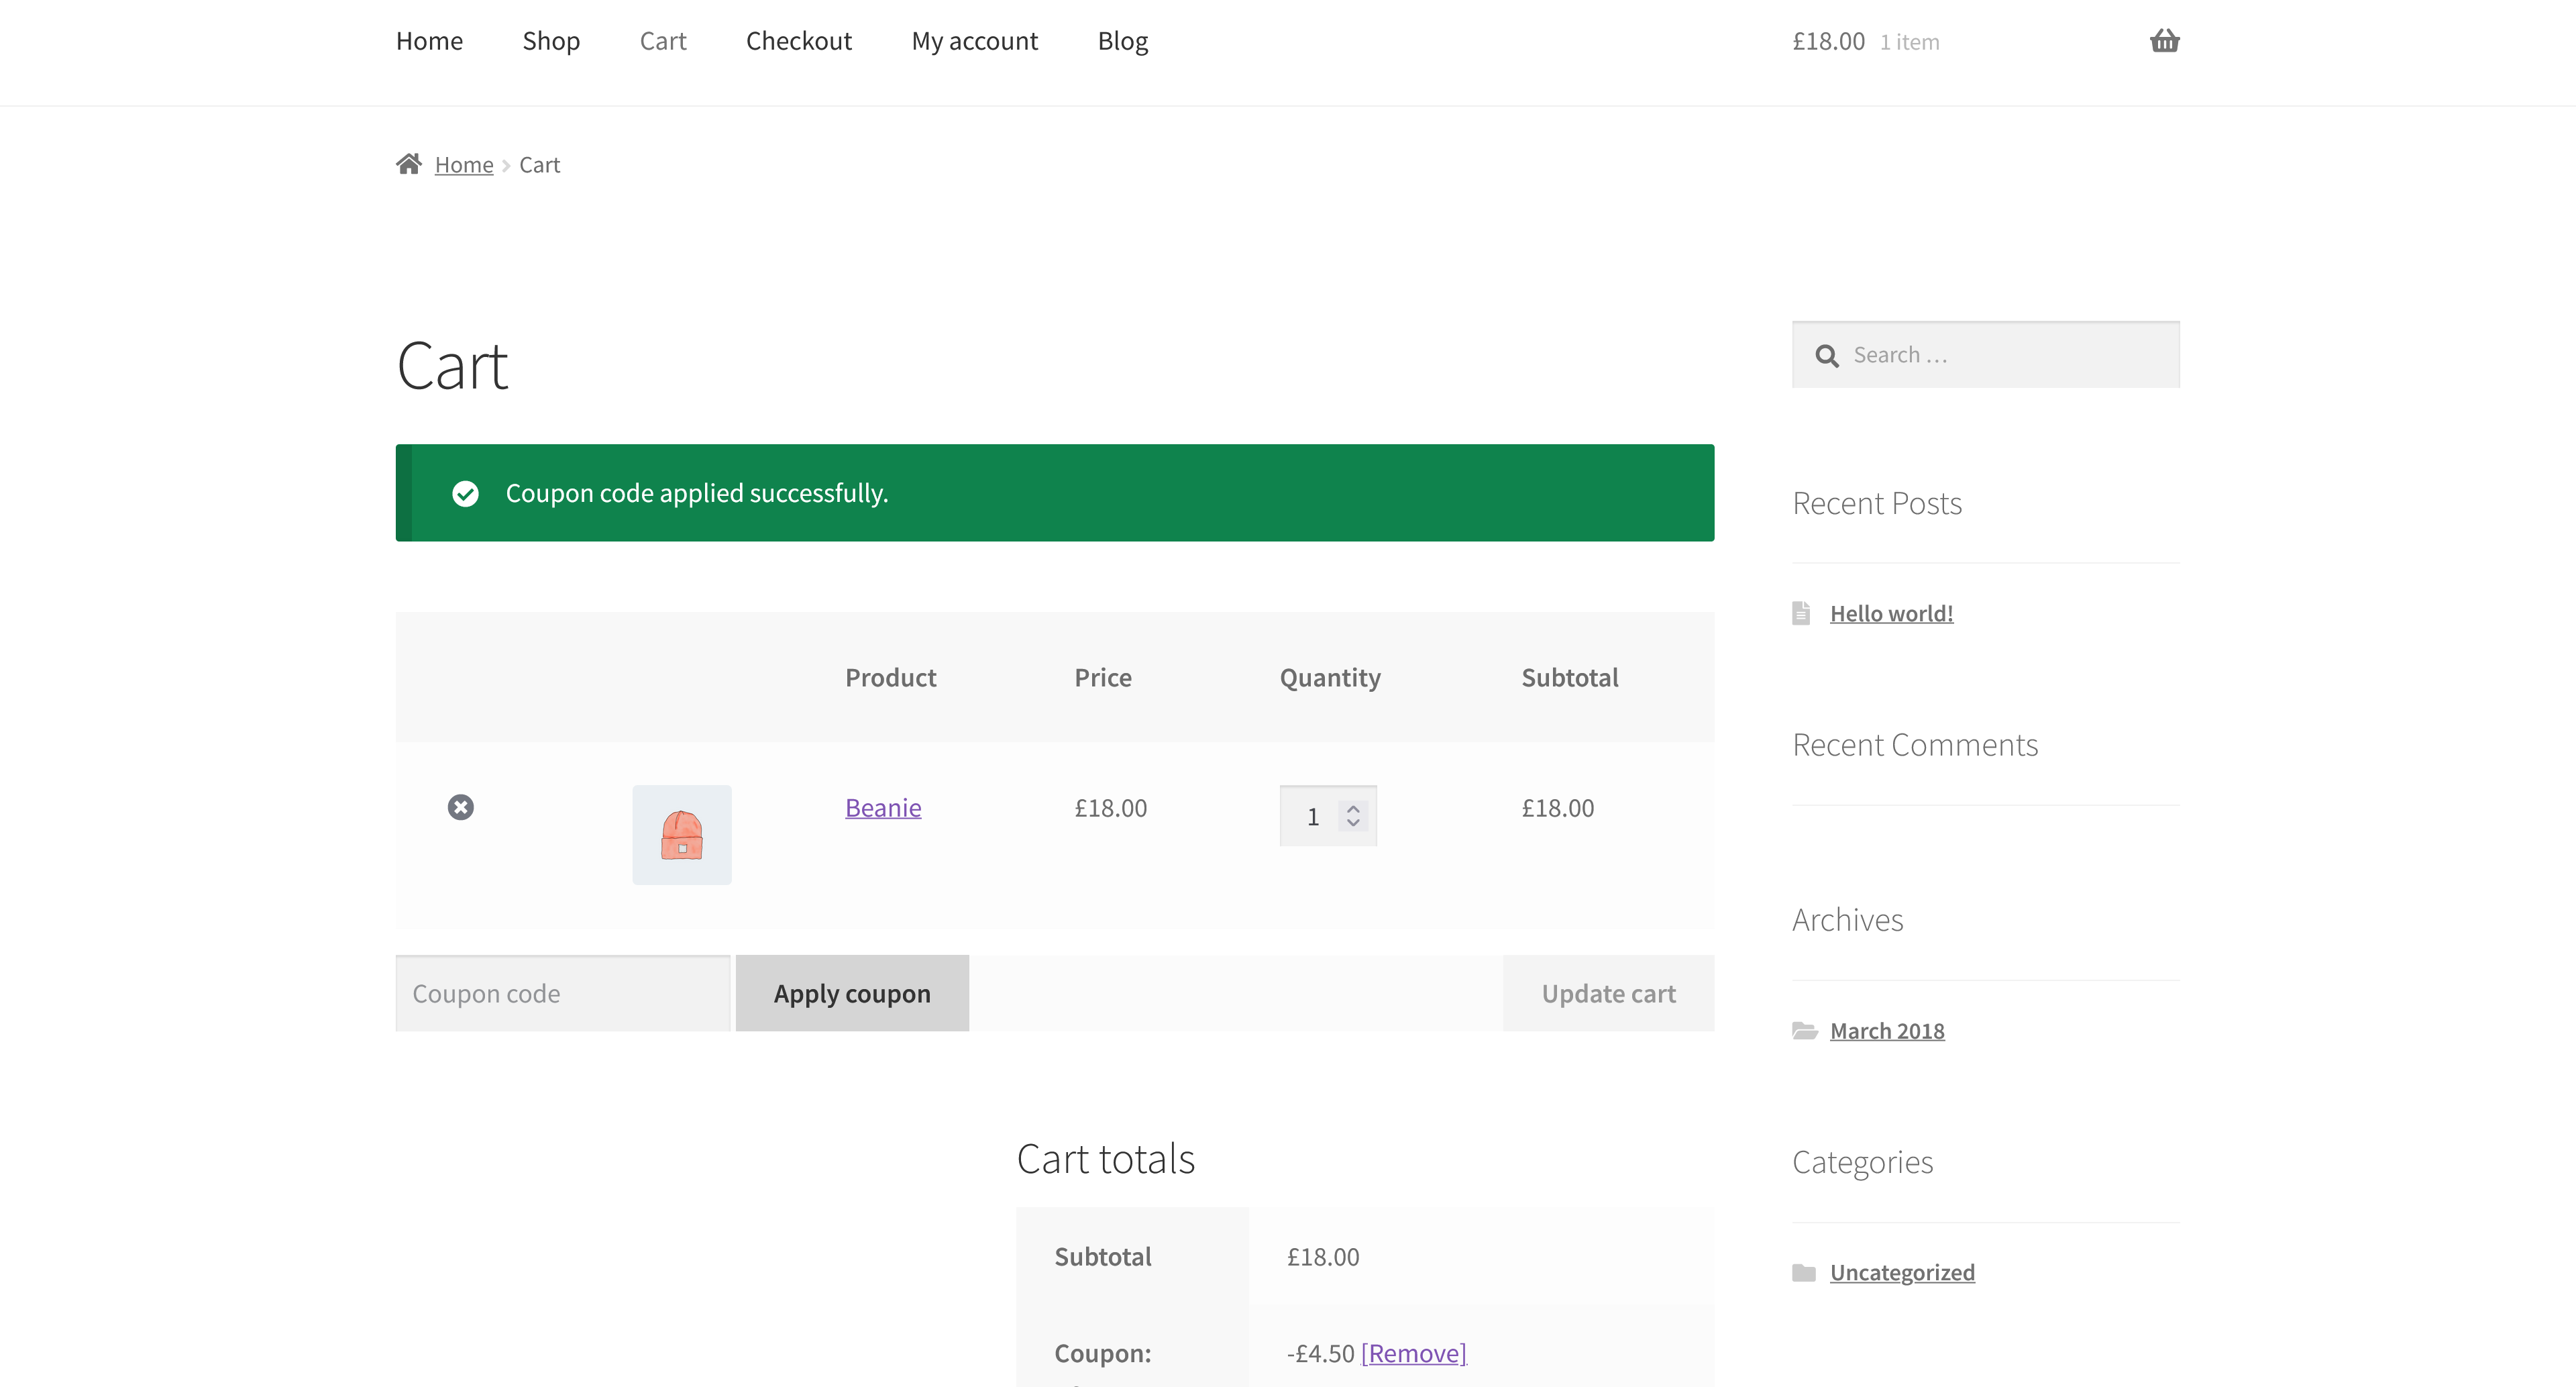 Home Shop Cart Checkout My account Blog £18.00 1 item
Home Cart
Cart
Search …
Coupon code applied successfully.
Recent Posts
Hello world!
Product Price Quantity Subtotal
Recent Comments
Beanie £18.00 1 £18.00
Archives
Coupon code Apply coupon Update cart
March 2018
Cart totals
Categories
Subtotal £18.00
Uncategorized
Coupon: -£4.50 [Remove]